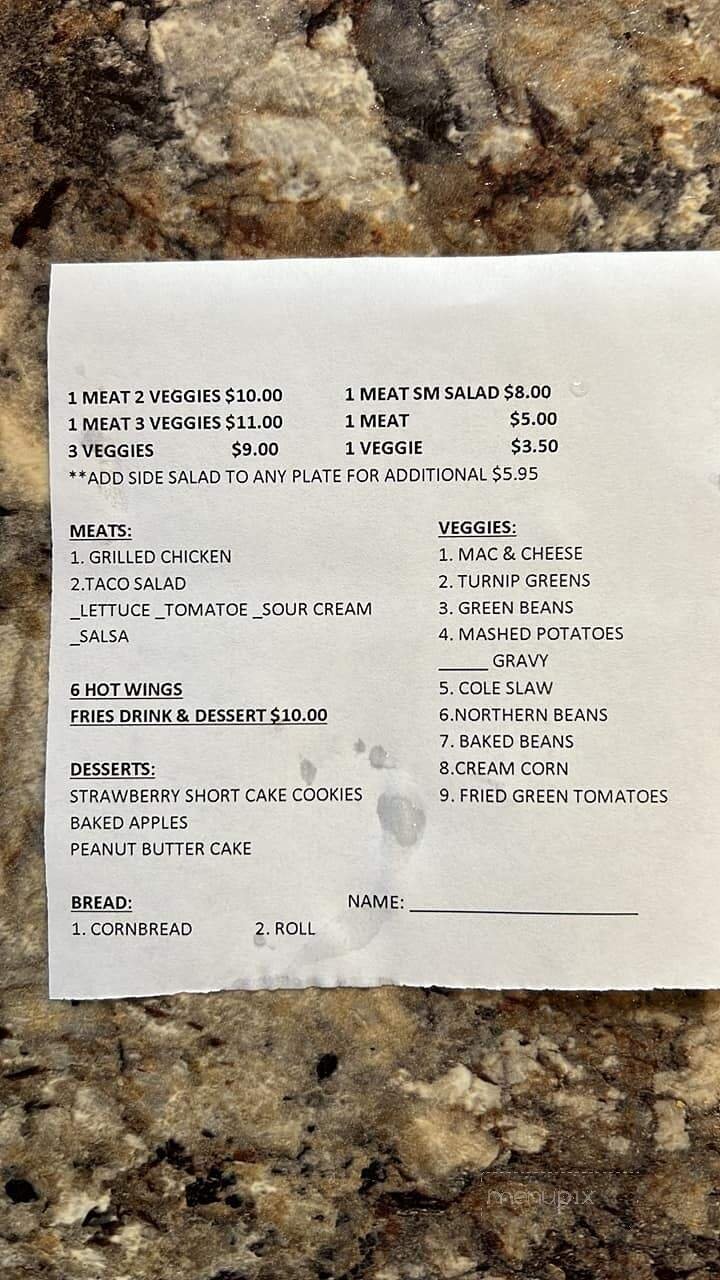 1 MEAT 2 VEGGIES $10.00 1 MEAT SM SALAD $8.00
1 MEAT 3 VEGGIES $11.00 1 MEAT $5.00
3 VEGGIES $9.00 1 VEGGIE $3.50
**ADD SIDE SALAD TO ANY PLATE FOR ADDITIONAL $5.95
MEATS:
1. GRILLED CHICKEN
2.TACO SALAD
_LETTUCE _TOMATOE _SOUR CREAM
_SALSA
6 HOT WINGS
FRIES DRINK & DESSERT $10.00
DESSERTS:
STRAWBERRY SHORT CAKE COOKIES
BAKED APPLES
PEANUT BUTTER CAKE
BREAD:
1. CORNBREAD 2. ROLL
VEGGIES:
1. MAC & CHEESE
2. TURNIP GREENS
3. GREEN BEANS
4. MASHED POTATOES
_____ GRAVY
5. COLE SLAW
6.NORTHERN BEANS
7. BAKED BEANS
8.CREAM CORN
9. FRIED GREEN TOMATOES
NAME: ______________________
menupix